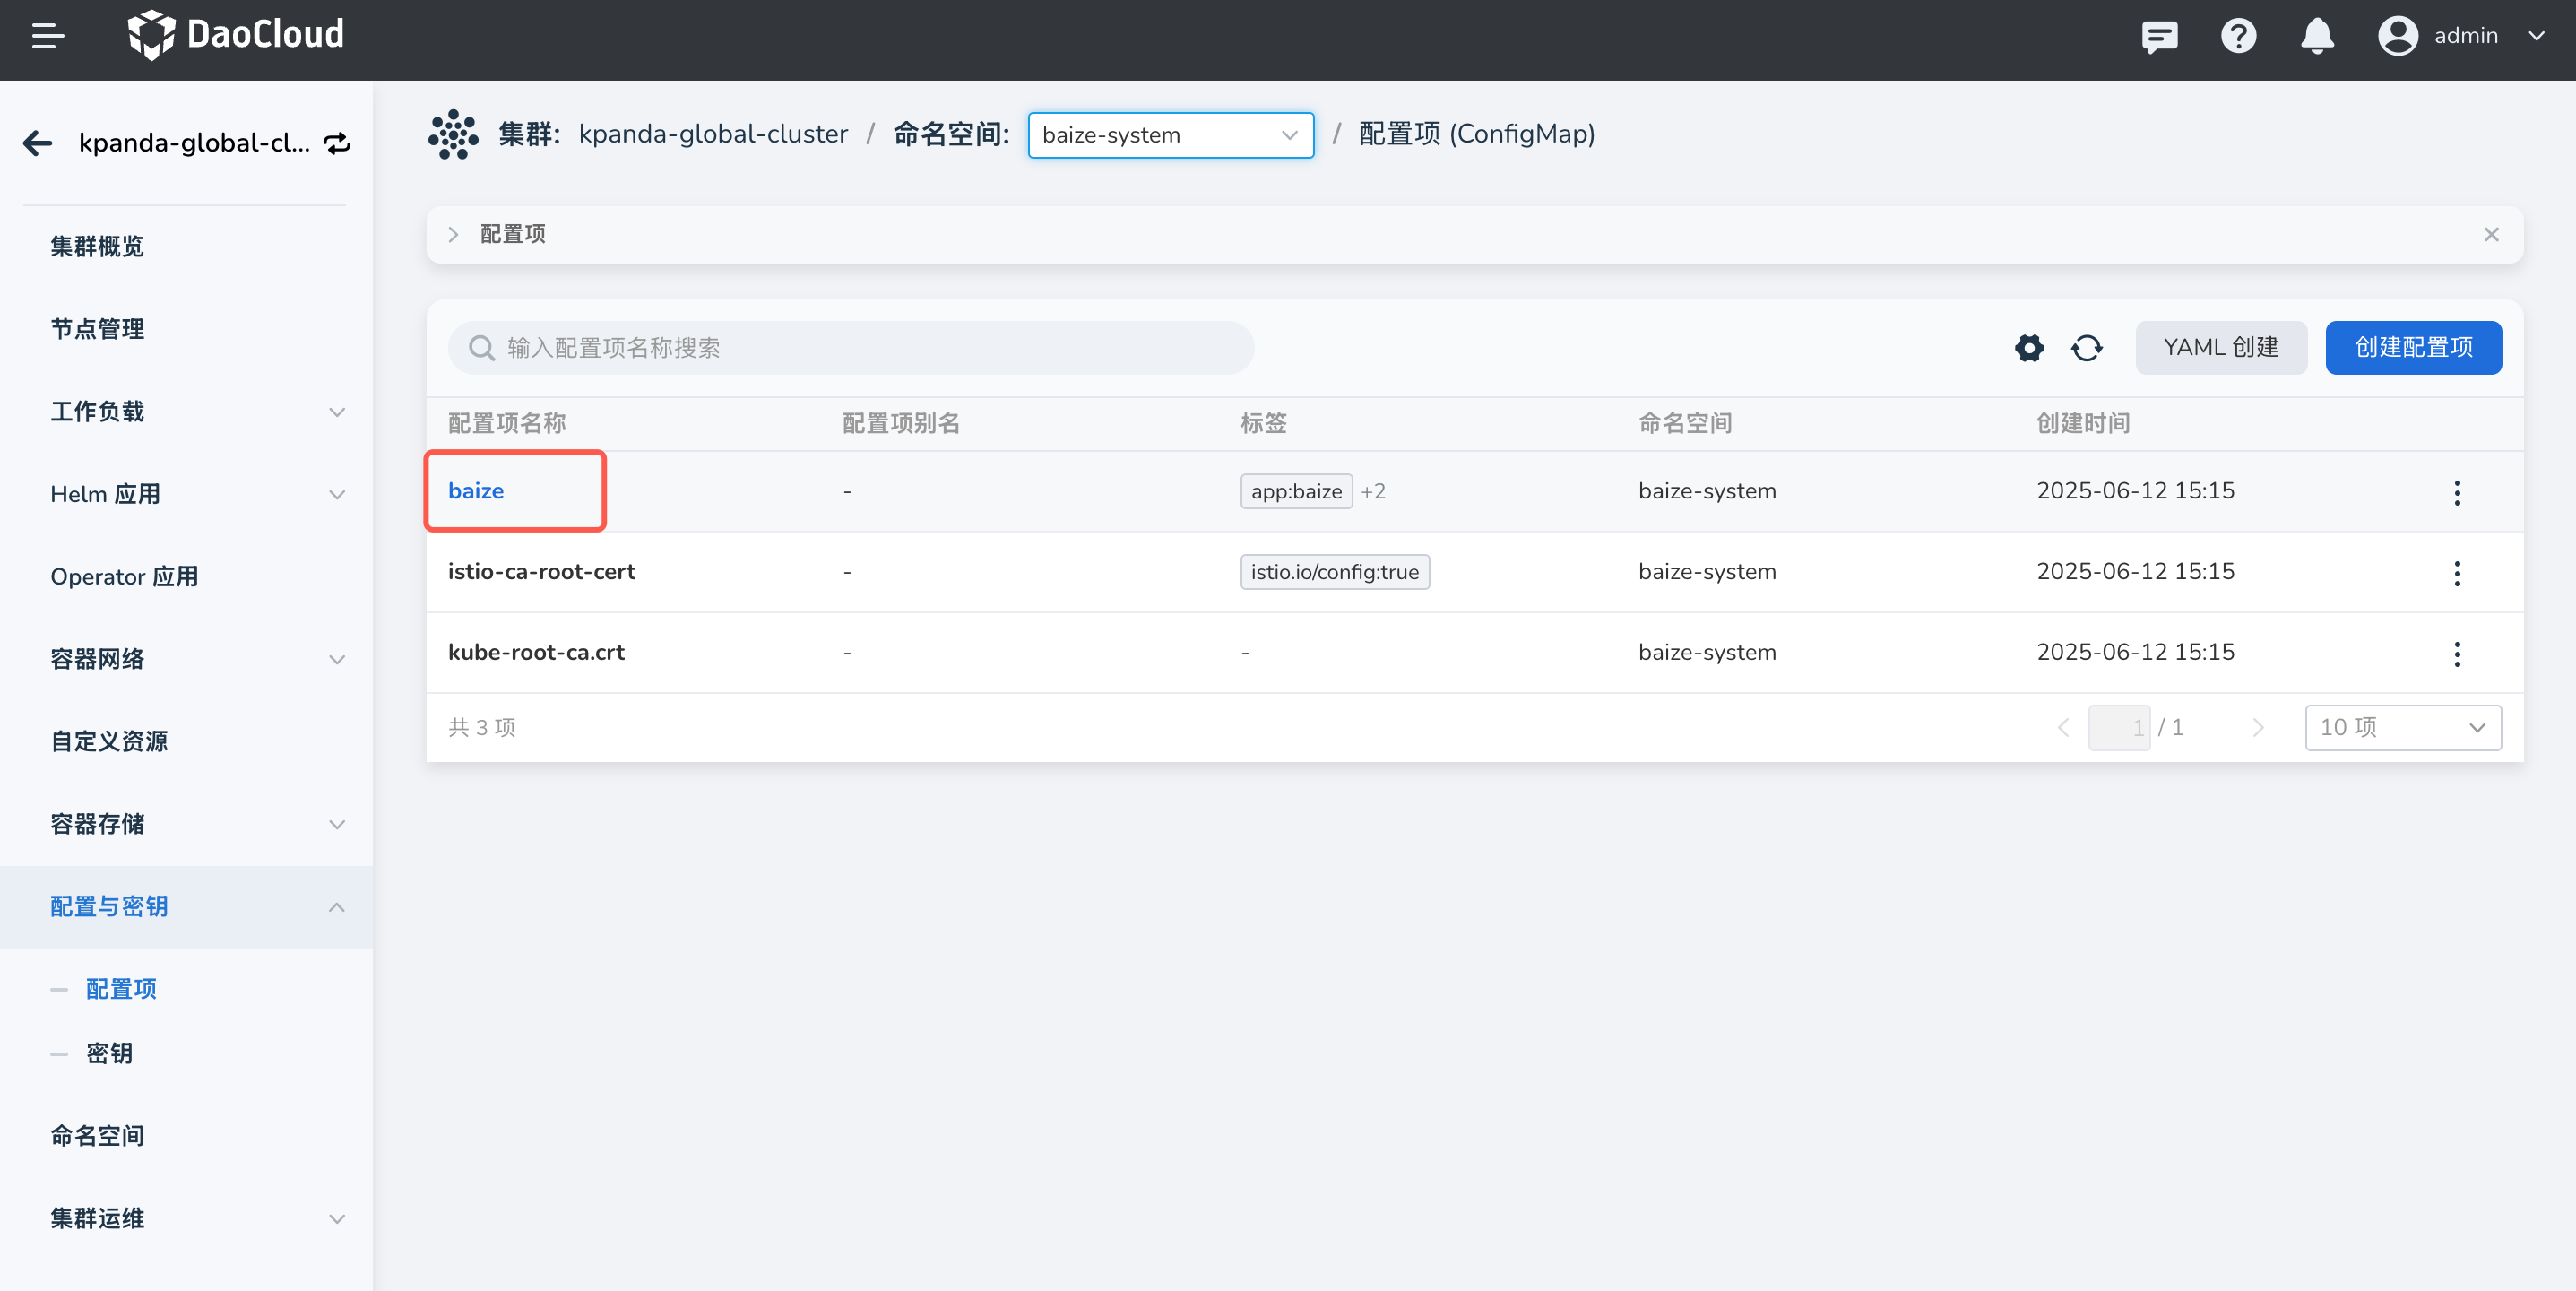 DaoCloud
admin
kpanda-global-cl...
集群概览
节点管理
工作负载
Helm 应用
Operator 应用
容器网络
自定义资源
容器存储
配置与密钥
配置项
密钥
命名空间
集群运维
集群: kpanda-global-cluster / 命名空间: baize-system / 配置项 (ConfigMap)
配置项
输入配置项名称搜索
YAML 创建
创建配置项
配置项名称 配置项别名 标签 命名空间 创建时间
baize - app:baize +2 baize-system 2025-06-12 15:15
istio-ca-root-cert - istio.io/config:true baize-system 2025-06-12 15:15
kube-root-ca.crt - - baize-system 2025-06-12 15:15
共 3 项
1 / 1
10 项